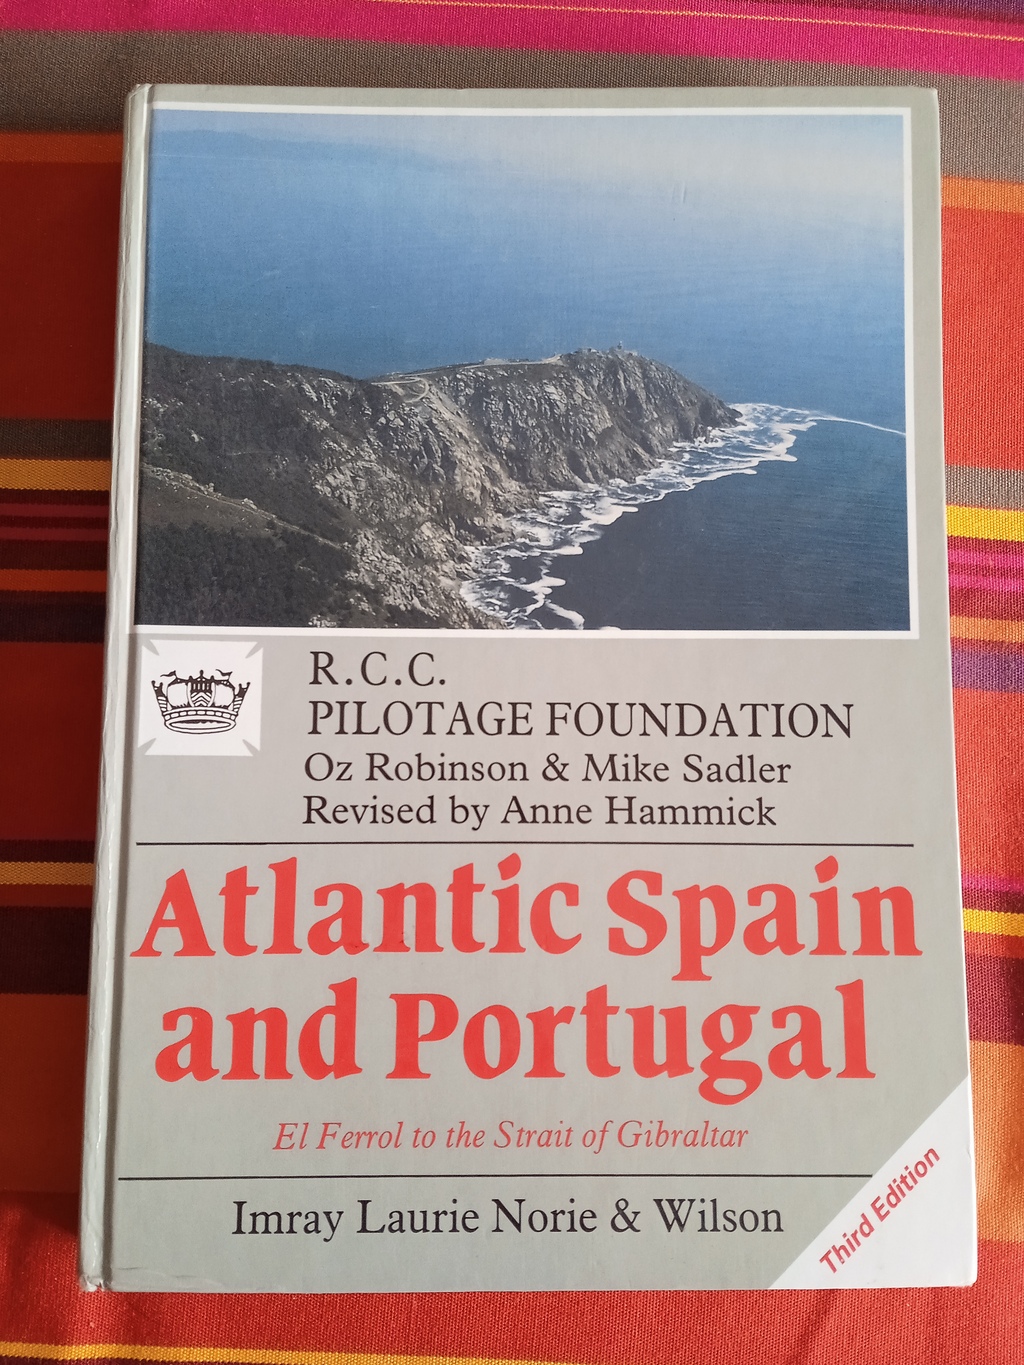 R.C.C.
PILOTAGE FOUNDATION
Oz Robinson & Mike Sadler
Revised by Anne Hammick
Atlantic Spain
and Portugal
El Ferrol to the Strait of Gibraltar
Imray Laurie Norie & Wilson
Third Edition